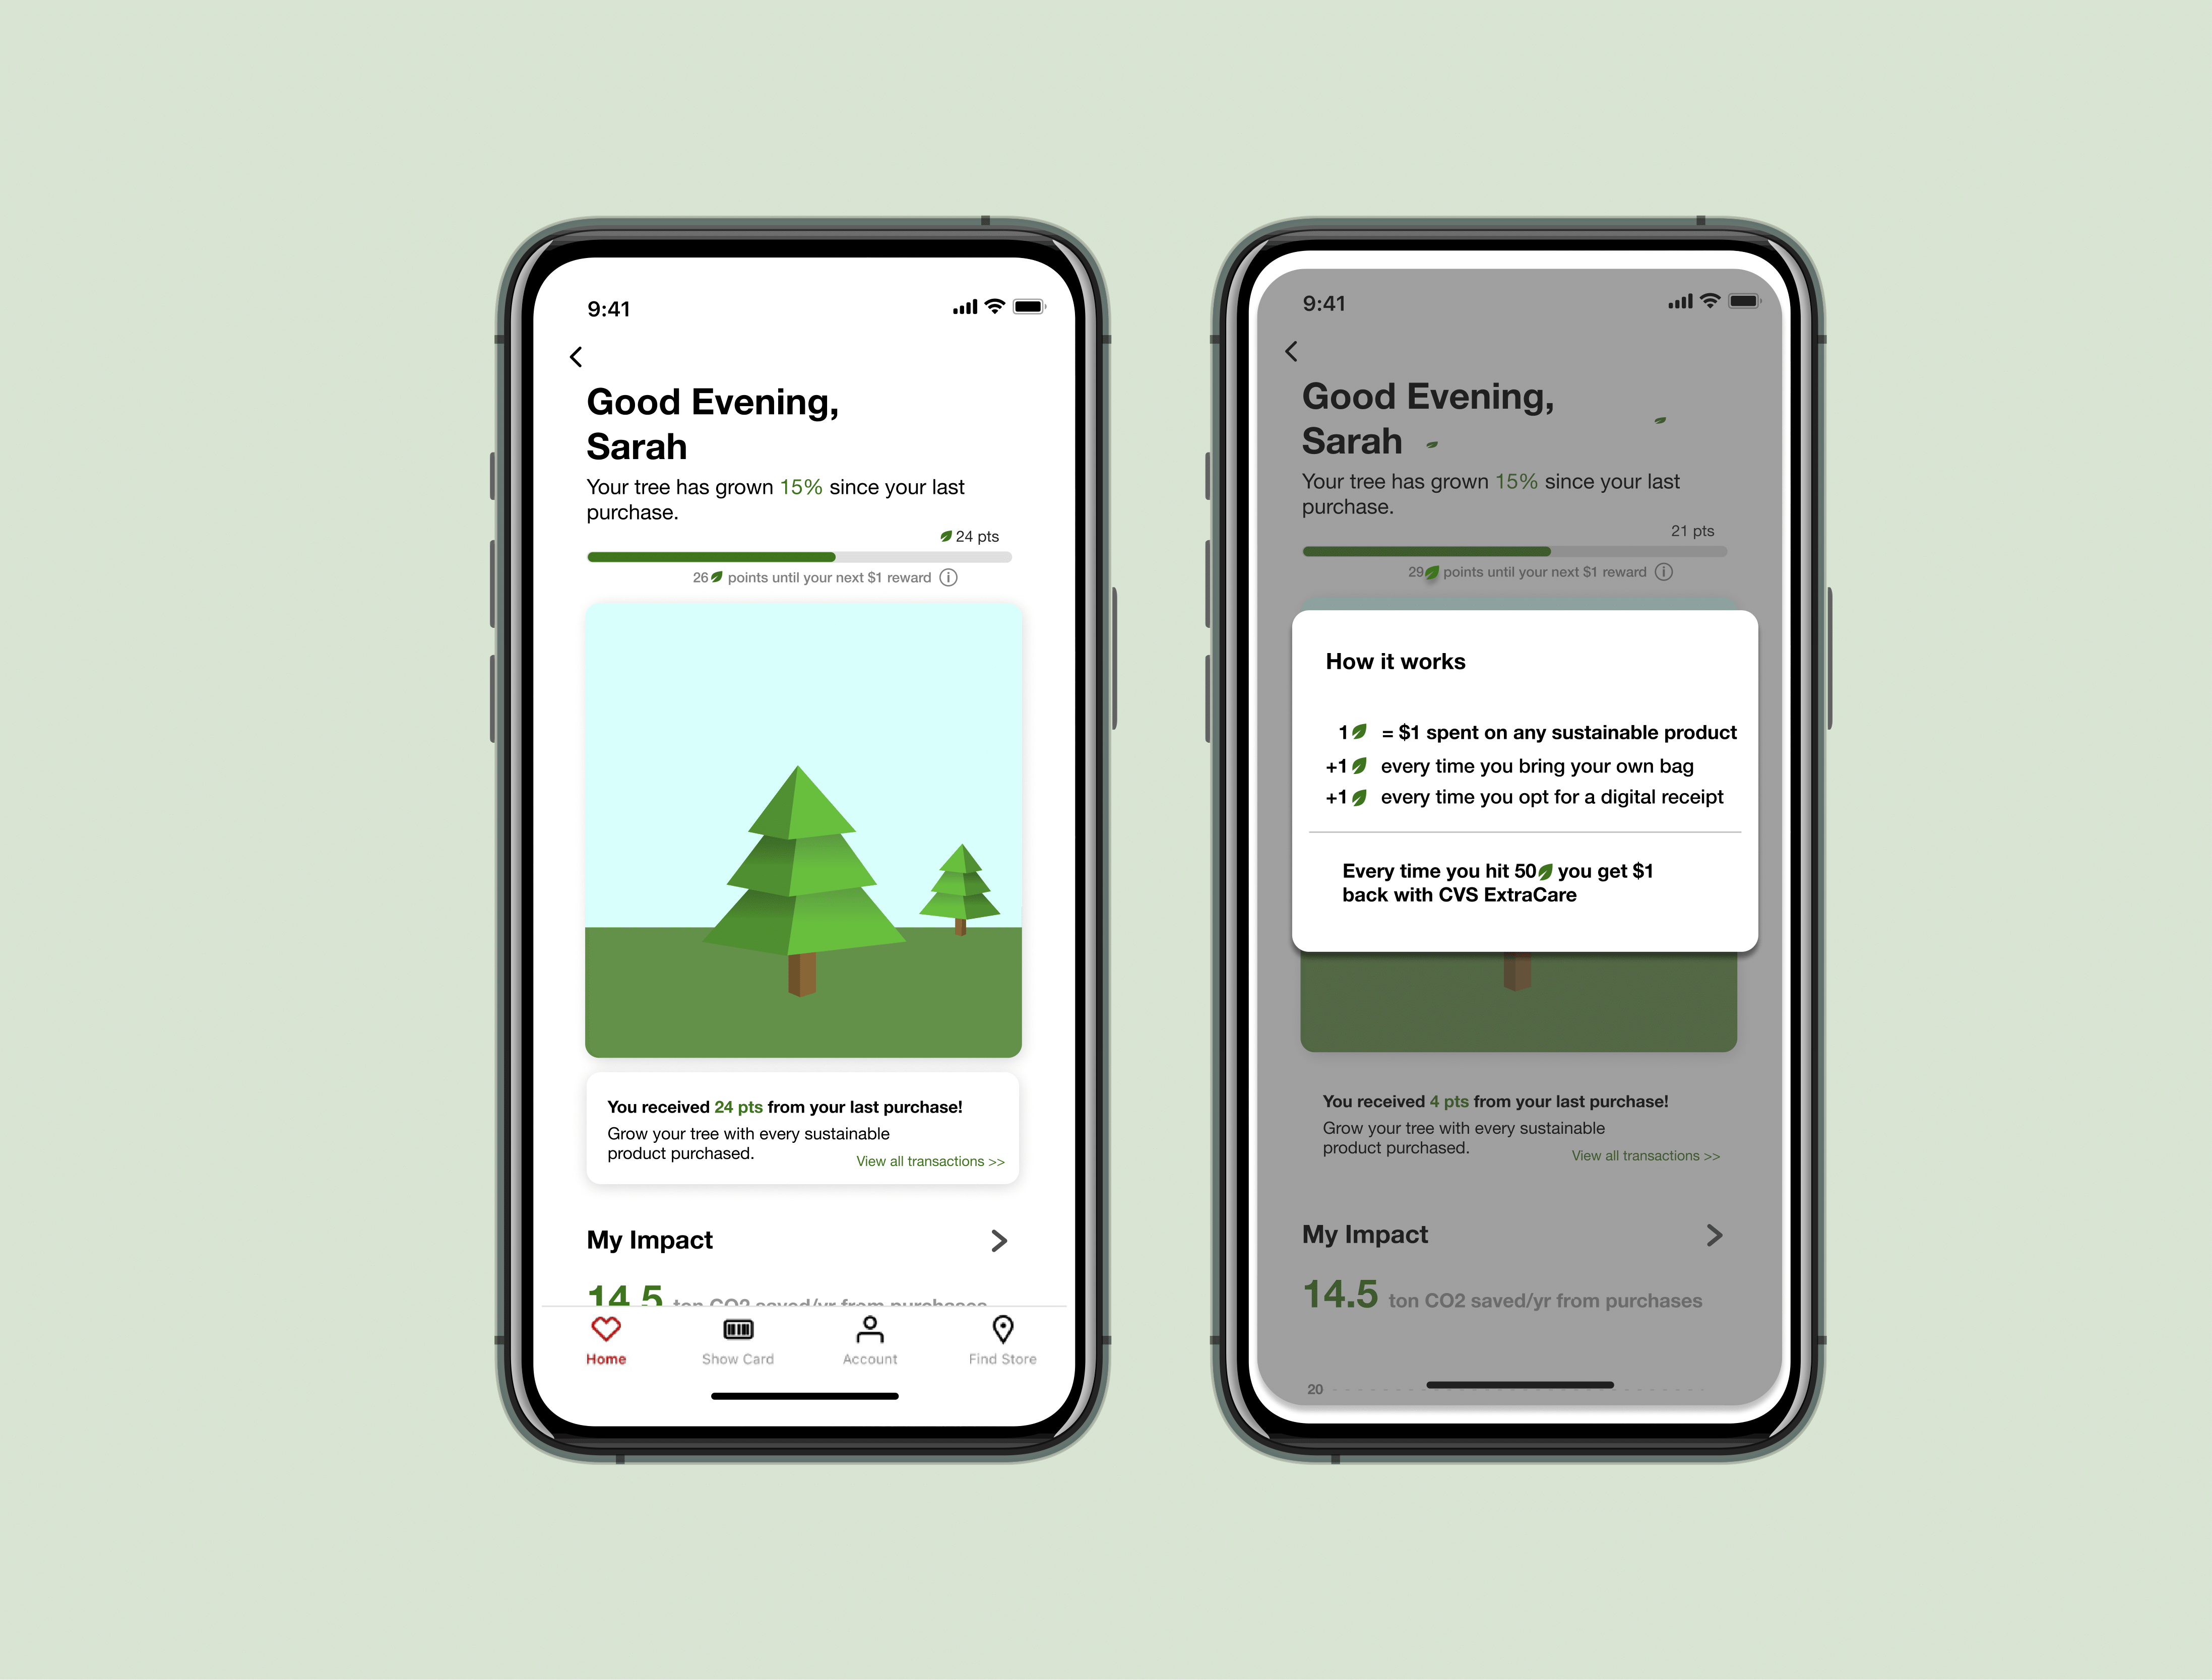 9:41
Good Evening,
Sarah
Your tree has grown 15% since your last
purchase.
24 pts
26 points until your next $1 reward
You received 24 pts from your last purchase!
Grow your tree with every sustainable
product purchased.
View all transactions >>
My Impact
14.5 ton CO2 saved/yr from purchases
Home
Show Card
Account
Find Store
9:41
Good Evening,
Sarah
Your tree has grown 15% since your last
purchase.
21 pts
29 points until your next $1 reward
How it works
1 = $1 spent on any sustainable product
+1 every time you bring your own bag
+1 every time you opt for a digital receipt
Every time you hit 50 you get $1
back with CVS ExtraCare
You received 4 pts from your last purchase!
Grow your tree with every sustainable
product purchased.
View all transactions >>
My Impact
14.5 ton CO2 saved/yr from purchases
20